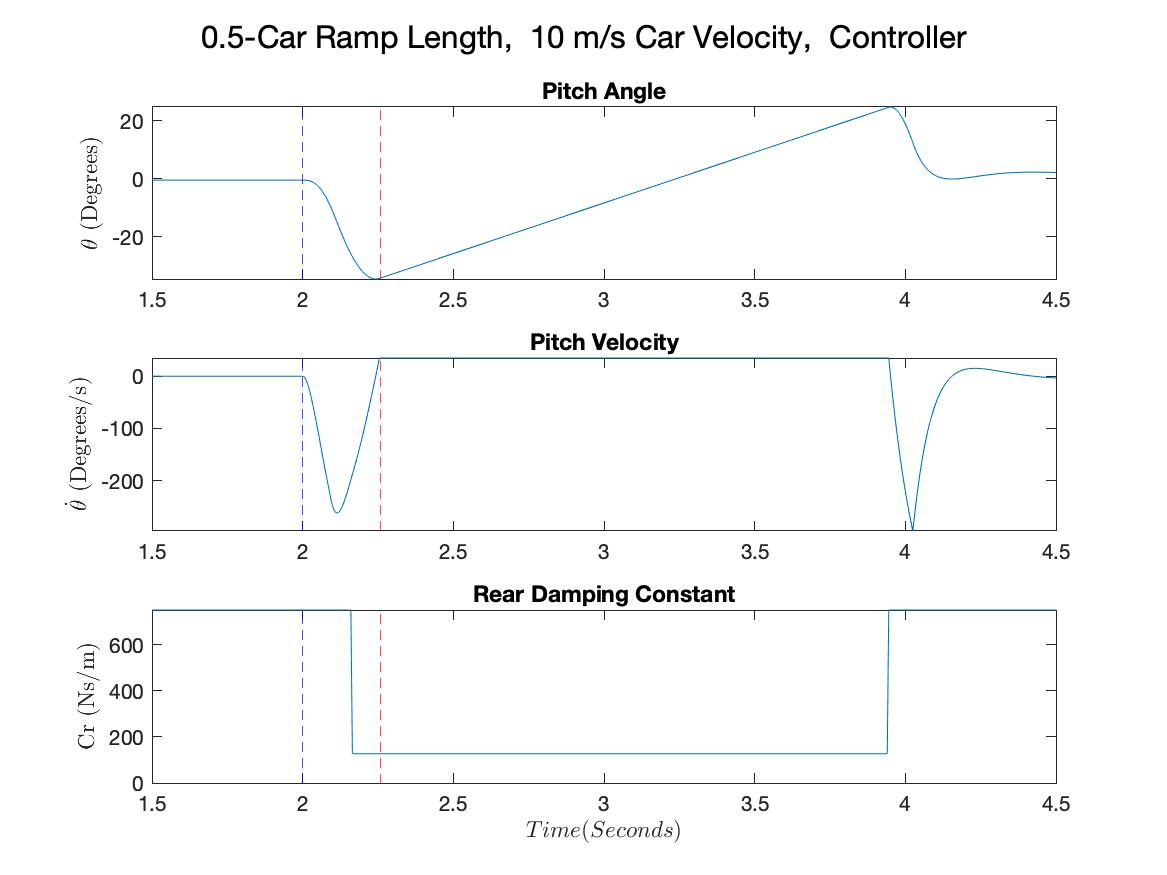 0.5-Car Ramp Length,  10 m/s Car Velocity,  Controller
Pitch Angle
20
0
-20
θ (Degrees)
1.5 2 2.5 3 3.5 4 4.5
Pitch Velocity
0
-100
-200
θ̇ (Degrees/s)
1.5 2 2.5 3 3.5 4 4.5
Rear Damping Constant
600
400
200
0
Cr (Ns/m)
1.5 2 2.5 3 3.5 4 4.5
Time(Seconds)